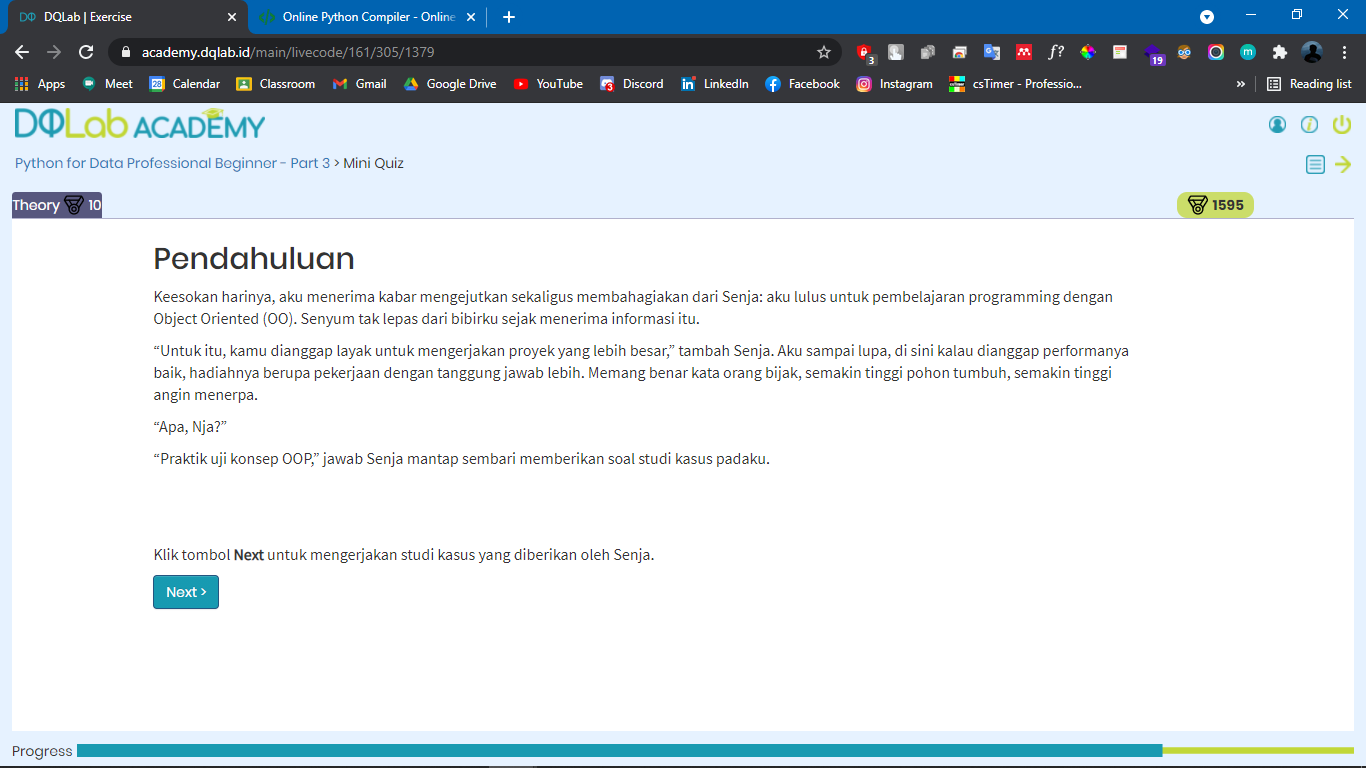 DQLab | Exercise
Online Python Compiler - Online
academy.dqlab.id/main/livecode/161/305/1379
3
f?
19
Apps
Meet
28
Calendar
Classroom
Gmail
Google Drive
YouTube
3
Discord
LinkedIn
Facebook
Instagram
csTimer - Professio...
»
Reading list
DQLab ACADEMY
Python for Data Professional Beginner - Part 3 > Mini Quiz
Theory 10
1595
Pendahuluan
Keesokan harinya, aku menerima kabar mengejutkan sekaligus membahagiakan dari Senja: aku lulus untuk pembelajaran programming dengan
Object Oriented (OO). Senyum tak lepas dari bibirku sejak menerima informasi itu.
“Untuk itu, kamu dianggap layak untuk mengerjakan proyek yang lebih besar,” tambah Senja. Aku sampai lupa, di sini kalau dianggap performanya
baik, hadiahnya berupa pekerjaan dengan tanggung jawab lebih. Memang benar kata orang bijak, semakin tinggi pohon tumbuh, semakin tinggi
angin menerpa.
“Apa, Nja?”
“Praktik uji konsep OOP,” jawab Senja mantap sembari memberikan soal studi kasus padaku.
Klik tombol Next untuk mengerjakan studi kasus yang diberikan oleh Senja.
Next >
Progress